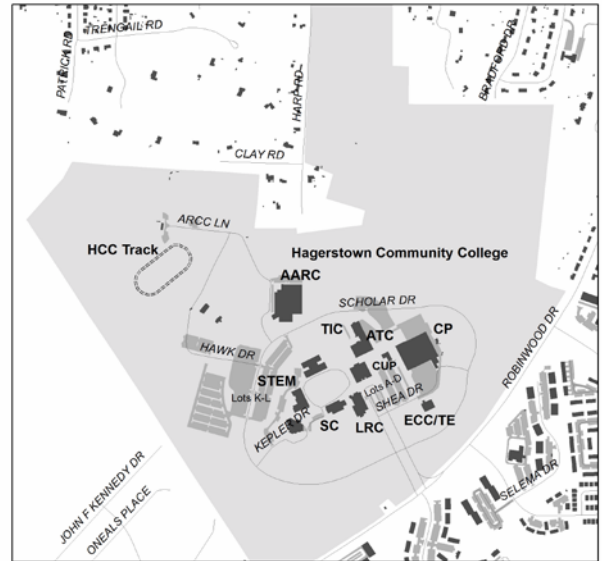 TRENGAIL RD
PATRICK RD
BRADFORD DR
HARP RD
CLAY RD
ARCC LN
HCC Track
Hagerstown Community College
AARC
SCHOLAR DR
ROBINWOOD DR
TIC
ATC
CP
HAWK DR
CUP
STEM
Lots A-D
Lots K-L
SHEA DR
KEPLER DR
SC
LRC
ECC/TE
SELEMA DR
JOHN F KENNEDY DR
ONEALS PLACE